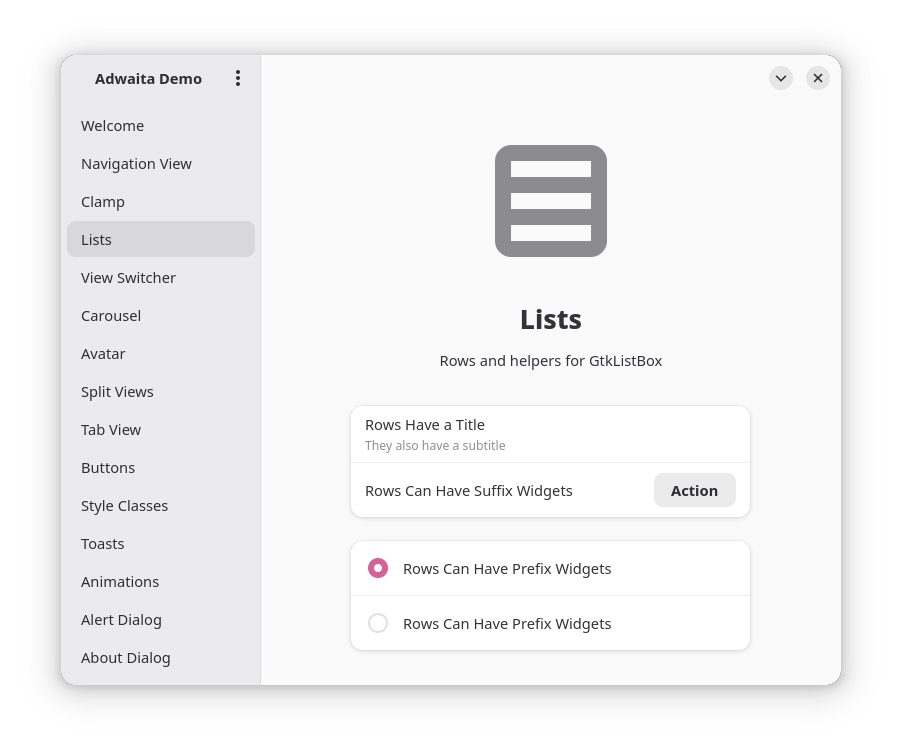 Adwaita Demo
Welcome
Navigation View
Clamp
Lists
View Switcher
Carousel
Avatar
Split Views
Tab View
Buttons
Style Classes
Toasts
Animations
Alert Dialog
About Dialog
Lists
Rows and helpers for GtkListBox
Rows Have a Title
They also have a subtitle
Rows Can Have Suffix Widgets
Action
Rows Can Have Prefix Widgets
Rows Can Have Prefix Widgets